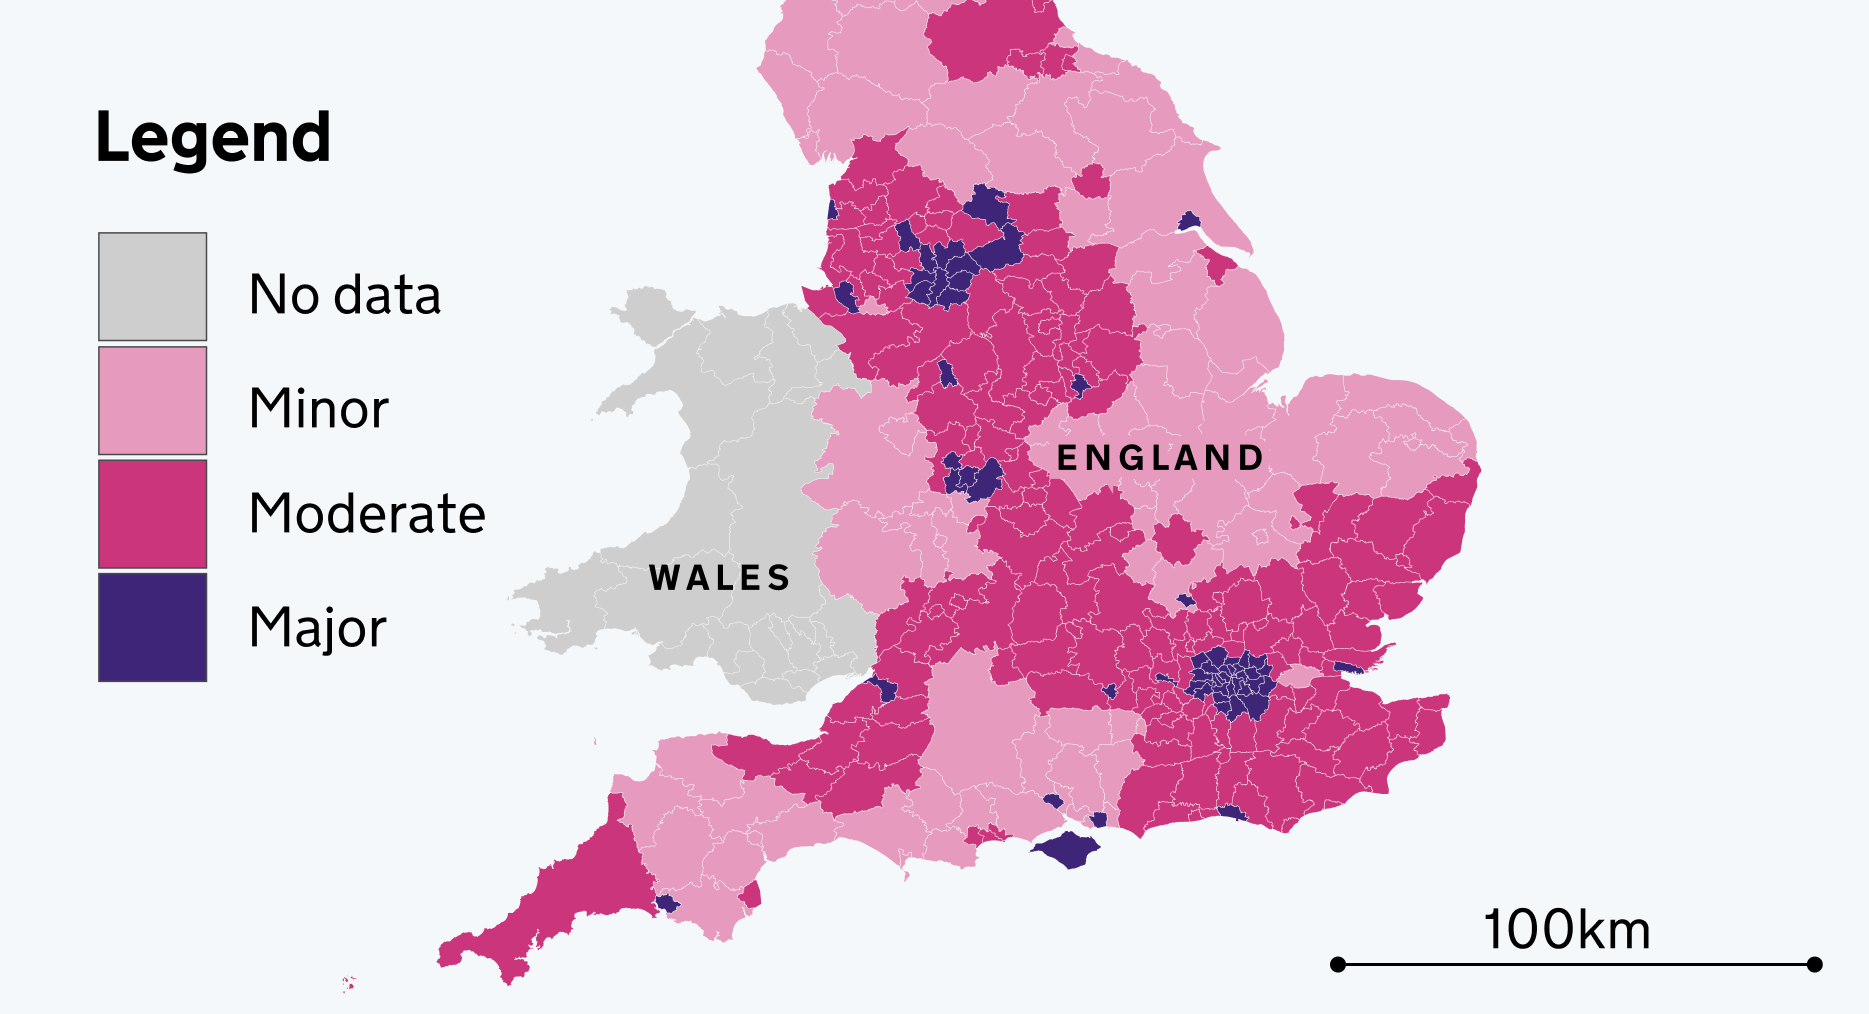 Legend
No data
Minor
Moderate
Major
ENGLAND
WALES
100km